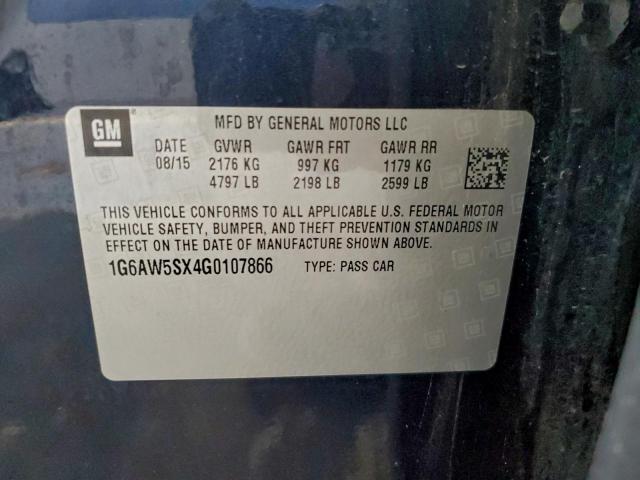 GM
MFD BY GENERAL MOTORS LLC
DATE GVWR GAWR FRT GAWR RR
08/15 2176 KG 997 KG 1179 KG
4797 LB 2198 LB 2599 LB
THIS VEHICLE CONFORMS TO ALL APPLICABLE U.S. FEDERAL MOTOR
VEHICLE SAFETY, BUMPER, AND THEFT PREVENTION STANDARDS IN
EFFECT ON THE DATE OF MANUFACTURE SHOWN ABOVE.
1G6AW5SX4G0107866 TYPE: PASS CAR